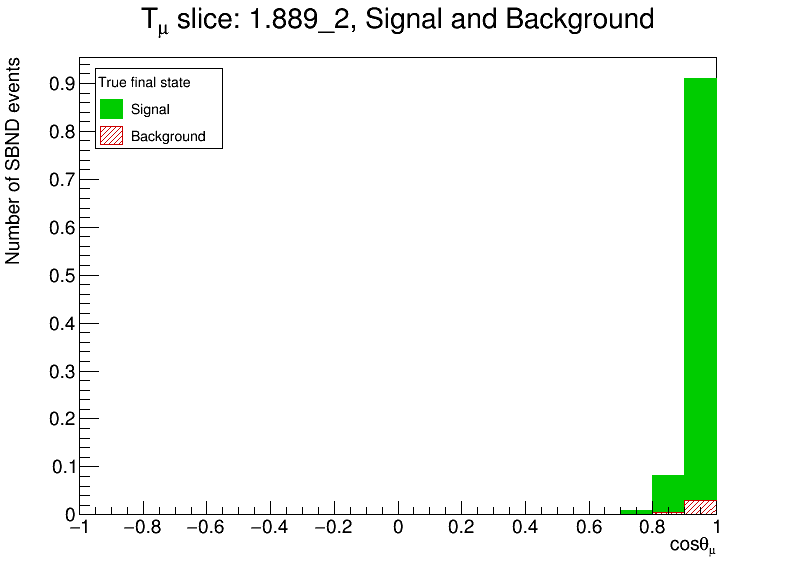 Tμ slice: 1.889_2, Signal and Background
Number of SBND events
True final state
Signal
Background
0.9
0.8
0.7
0.6
0.5
0.4
0.3
0.2
0.1
0
−1 −0.8 −0.6 −0.4 −0.2 0 0.2 0.4 0.6 0.8 1
cosθμ